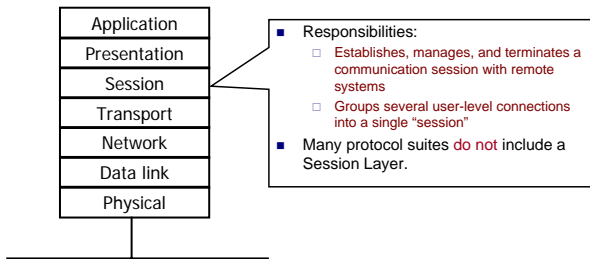 Application
Presentation
Session
Transport
Network
Data link
Physical
Responsibilities:
Establishes, manages, and terminates a
communication session with remote
systems
Groups several user-level connections
into a single “session”
Many protocol suites do not include a
Session Layer.